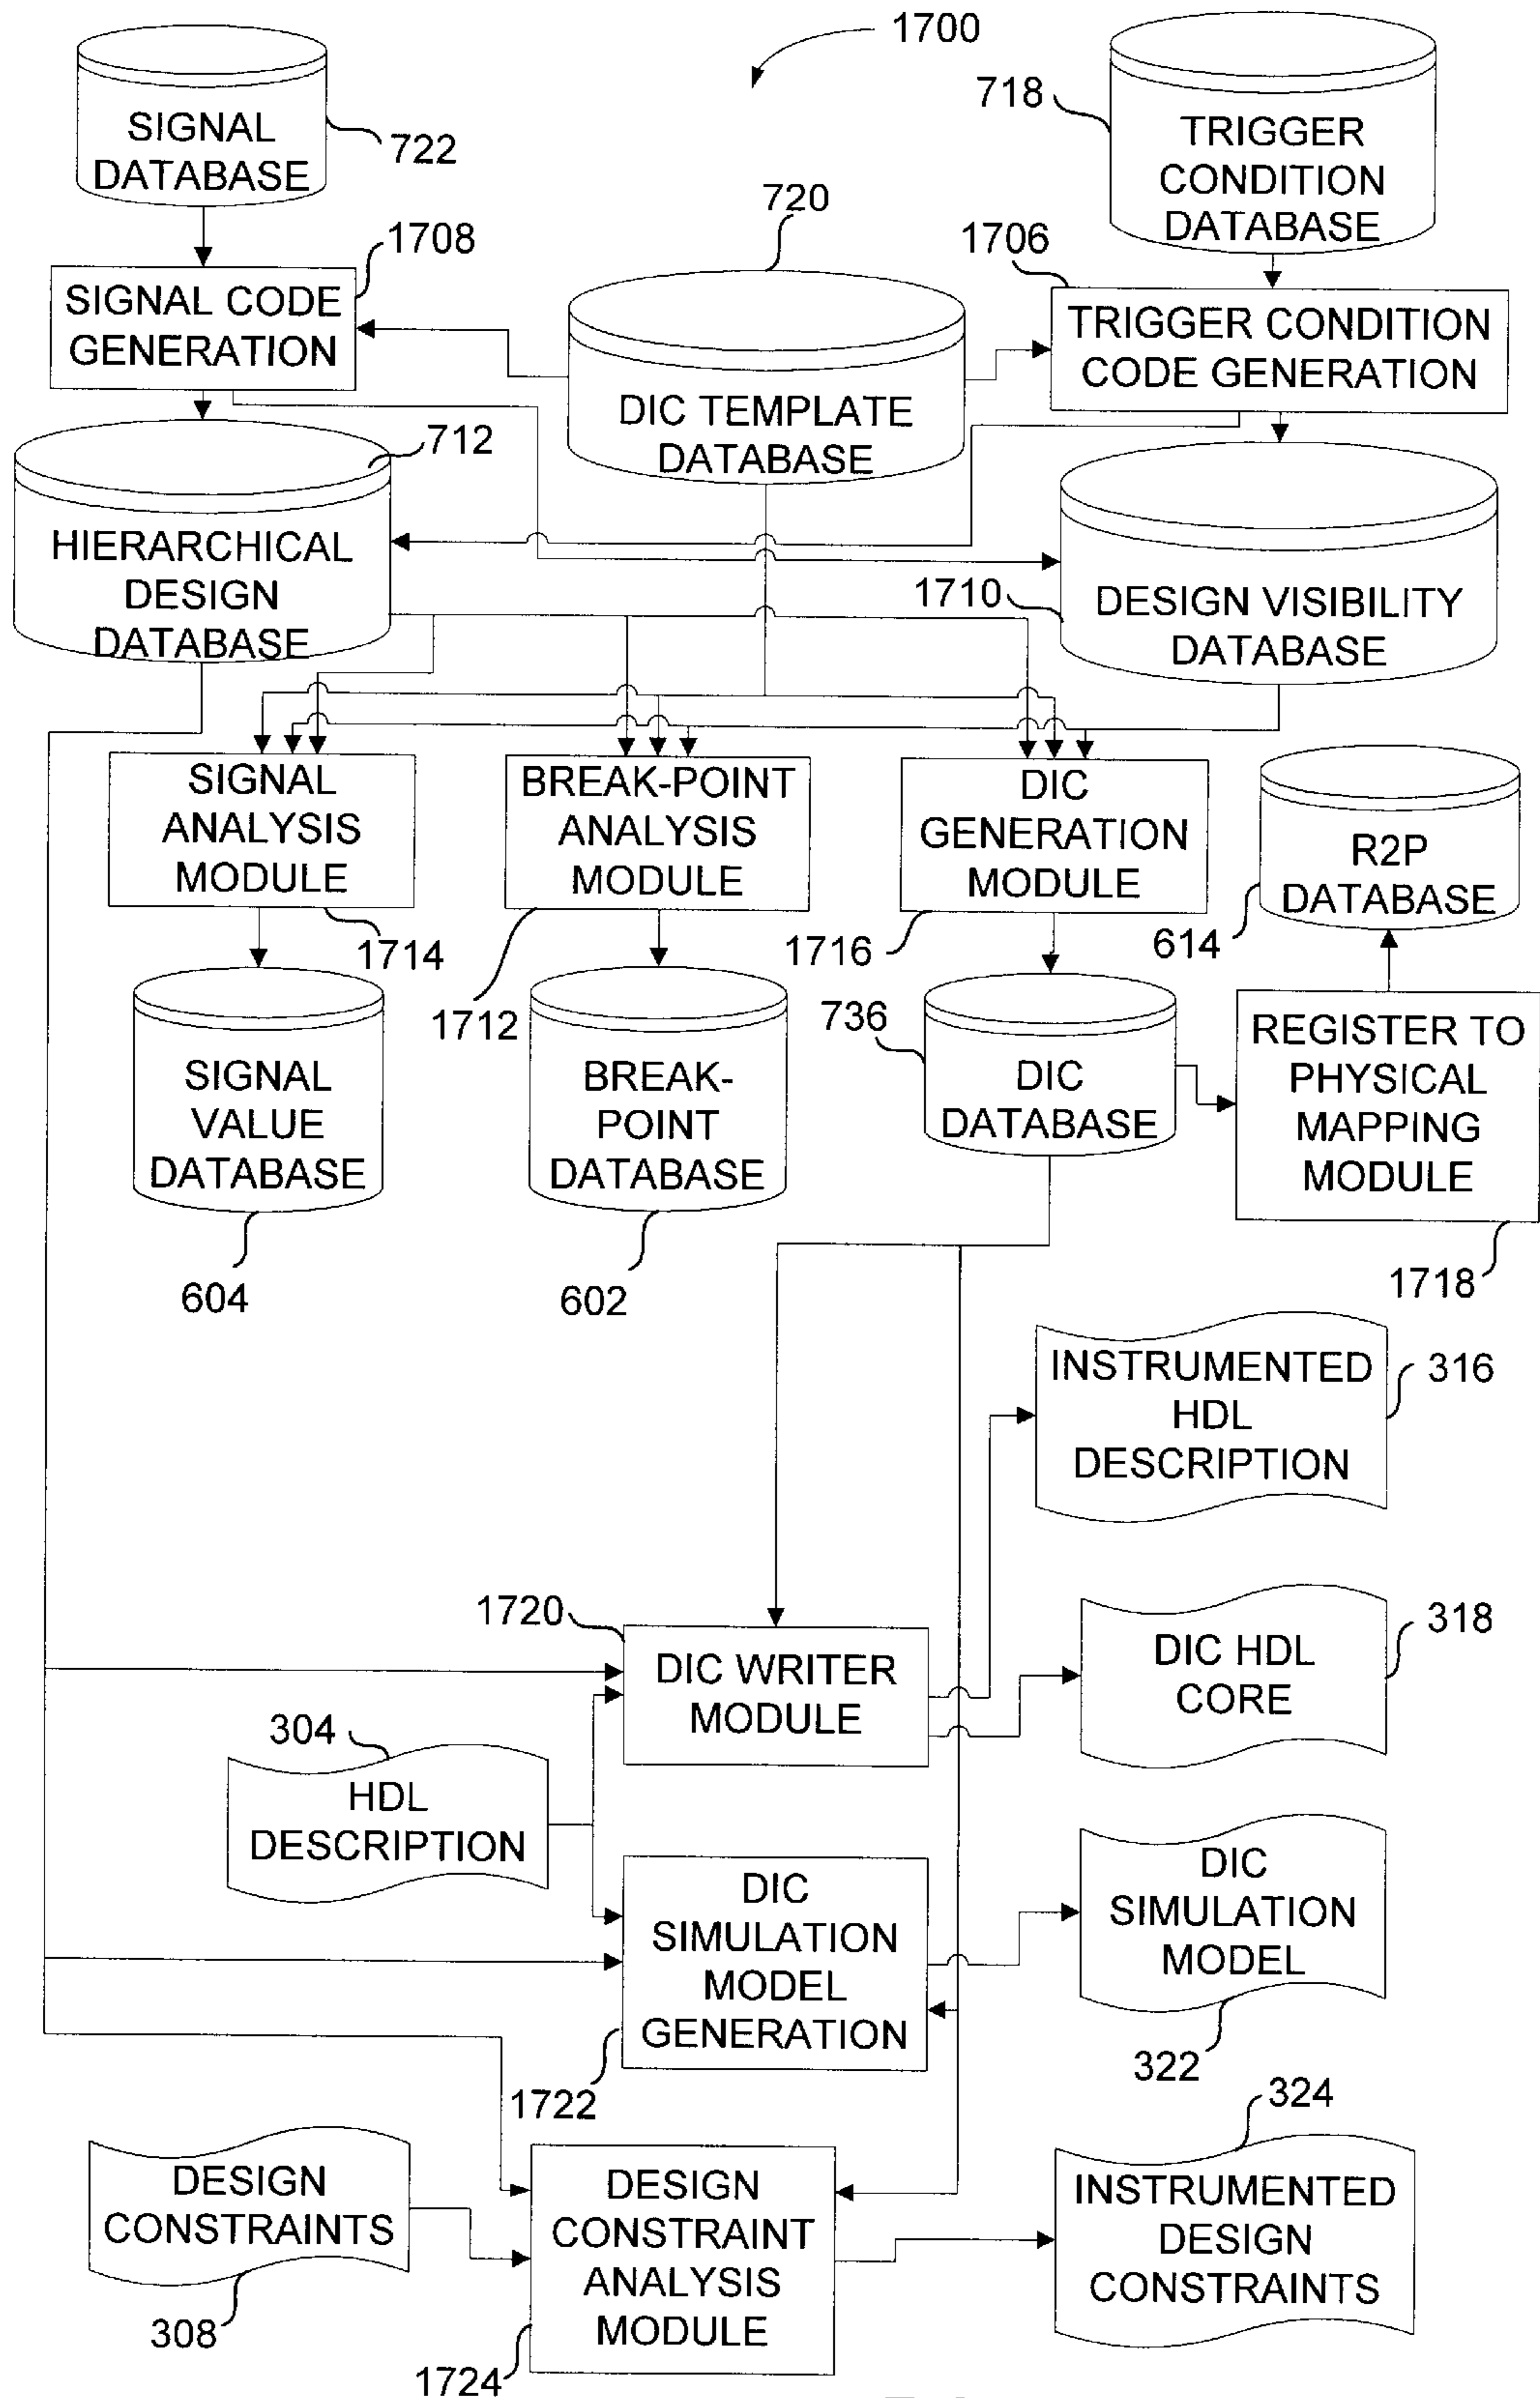 1700
SIGNAL
DATABASE
722
718
TRIGGER
CONDITION
DATABASE
720
1708
1706
SIGNAL CODE
GENERATION
TRIGGER CONDITION
CODE GENERATION
DIC TEMPLATE
DATABASE
712
HIERARCHICAL
DESIGN
DATABASE
1710
DESIGN VISIBILITY
DATABASE
SIGNAL
ANALYSIS
MODULE
1714
BREAK-POINT
ANALYSIS
MODULE
1712
DIC
GENERATION
MODULE
1716
R2P
DATABASE
614
SIGNAL
VALUE
DATABASE
604
BREAK-
POINT
DATABASE
602
736
DIC
DATABASE
REGISTER TO
PHYSICAL
MAPPING
MODULE
1718
INSTRUMENTED
HDL
DESCRIPTION
316
1720
DIC WRITER
MODULE
DIC HDL
CORE
318
304
HDL
DESCRIPTION
DIC
SIMULATION
MODEL
GENERATION
1722
DIC
SIMULATION
MODEL
322
DESIGN
CONSTRAINTS
308
DESIGN
CONSTRAINT
ANALYSIS
MODULE
1724
324
INSTRUMENTED
DESIGN
CONSTRAINTS